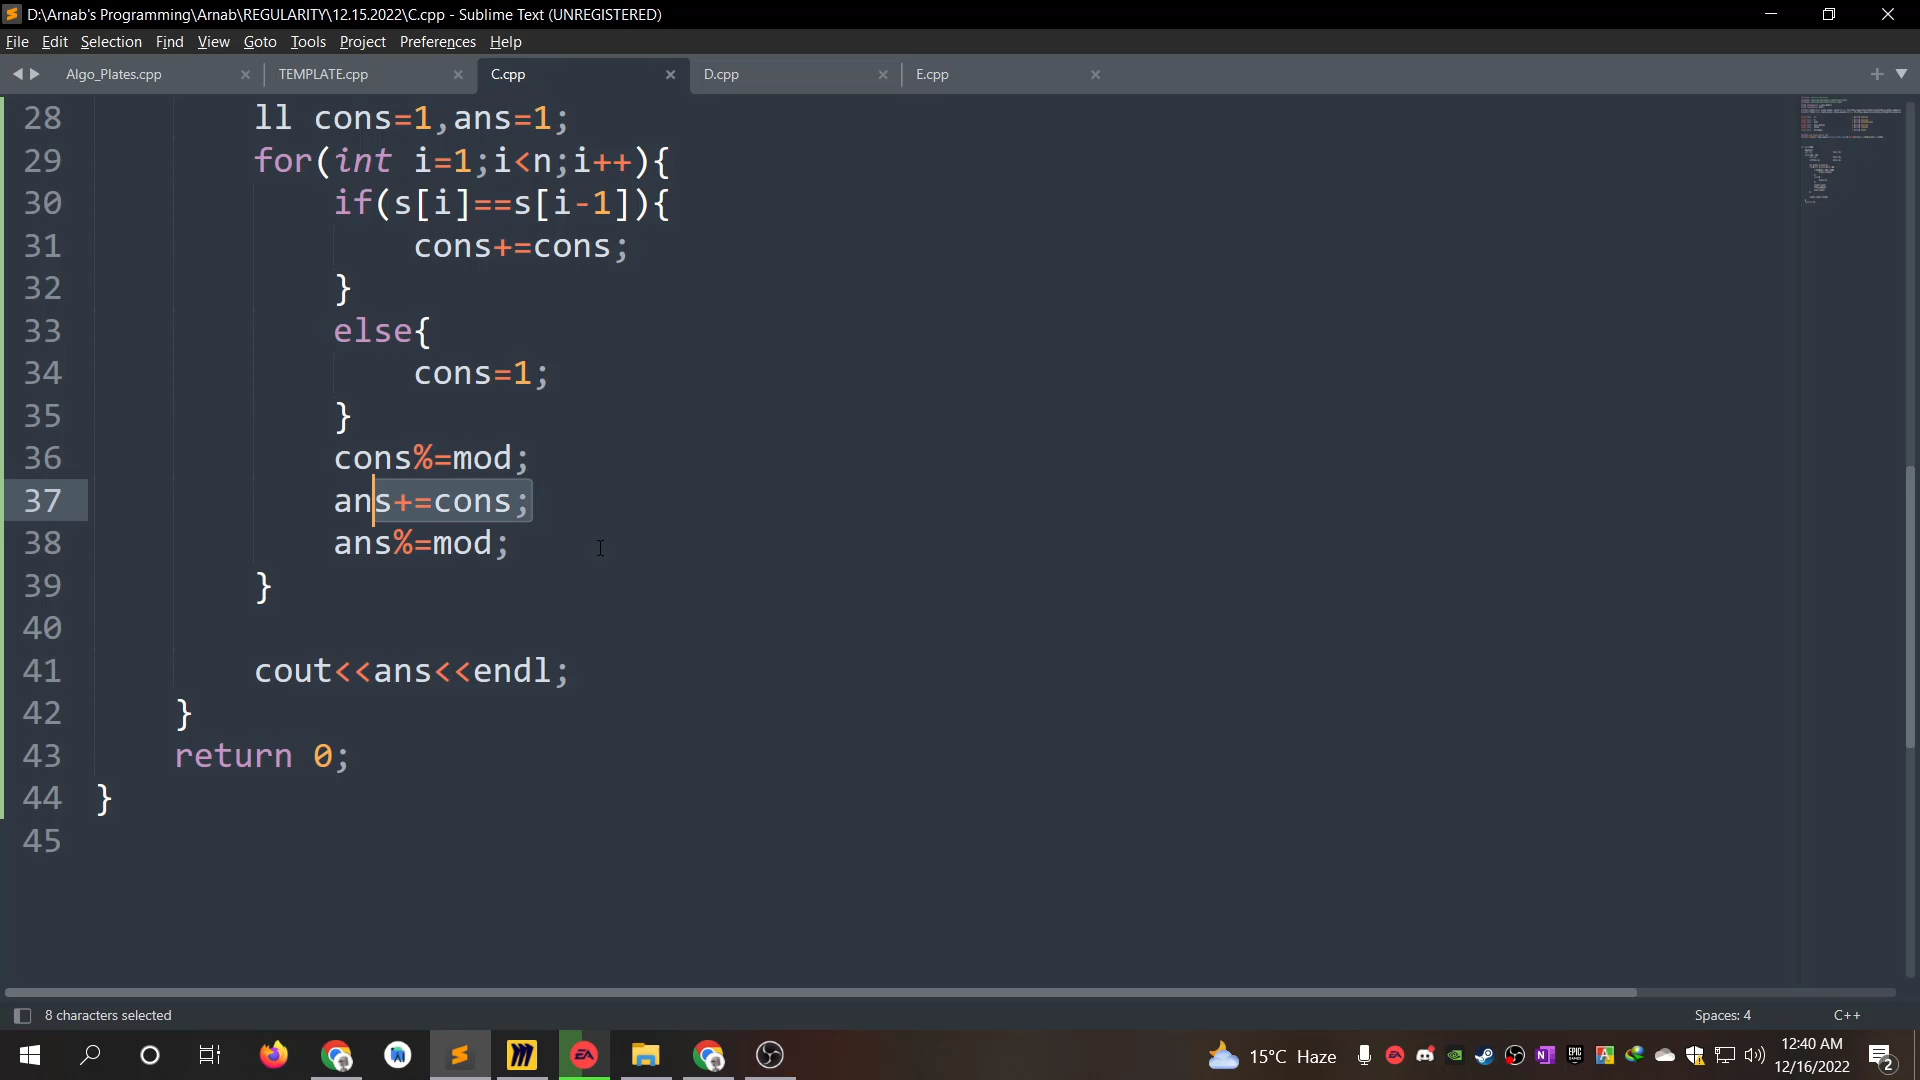 D:\Arnab's Programming\Arnab\REGULARITY\12.15.2022\C.cpp - Sublime Text (UNREGISTERED)
File Edit Selection Find View Goto Tools Project Preferences Help
Algo_Plates.cpp TEMPLATE.cpp C.cpp D.cpp E.cpp
28 ll cons=1,ans=1;
29 for(int i=1;i<n;i++){
30 if(s[i]==s[i-1]){
31 cons+=cons;
32 }
33 else{
34 cons=1;
35 }
36 cons%=mod;
37 ans+=cons;
38 ans%=mod;
39 }
40
41 cout<<ans<<endl;
42 }
43 return 0;
44 }
45
8 characters selected Spaces: 4 C++
15°C Haze 12:40 AM
12/16/2022 2